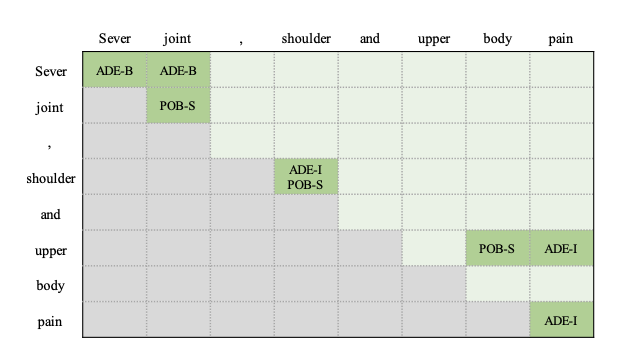 Sever joint , shoulder and upper body pain
Sever ADE-B ADE-B
joint POB-S
,
shoulder ADE-I
POB-S
and
upper POB-S ADE-I
body
pain ADE-I